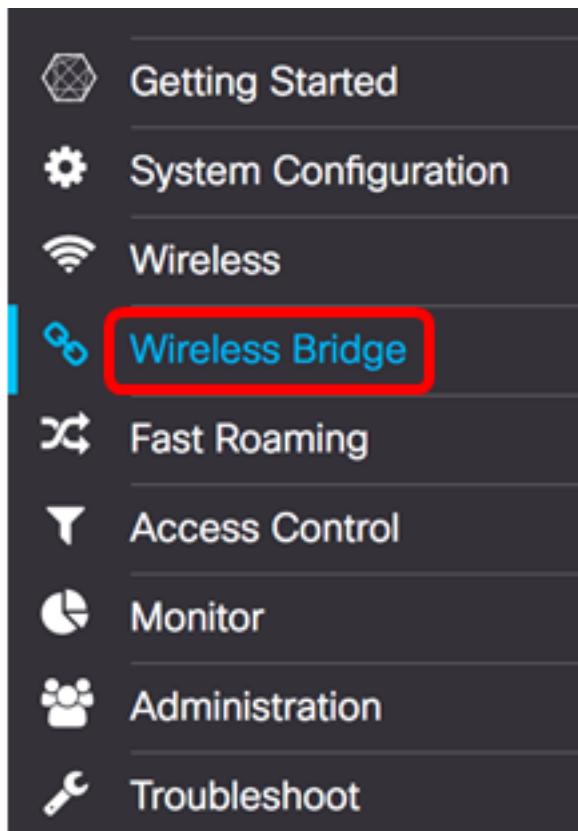 Getting Started
System Configuration
Wireless
Wireless Bridge
Fast Roaming
Access Control
Monitor
Administration
Troubleshoot